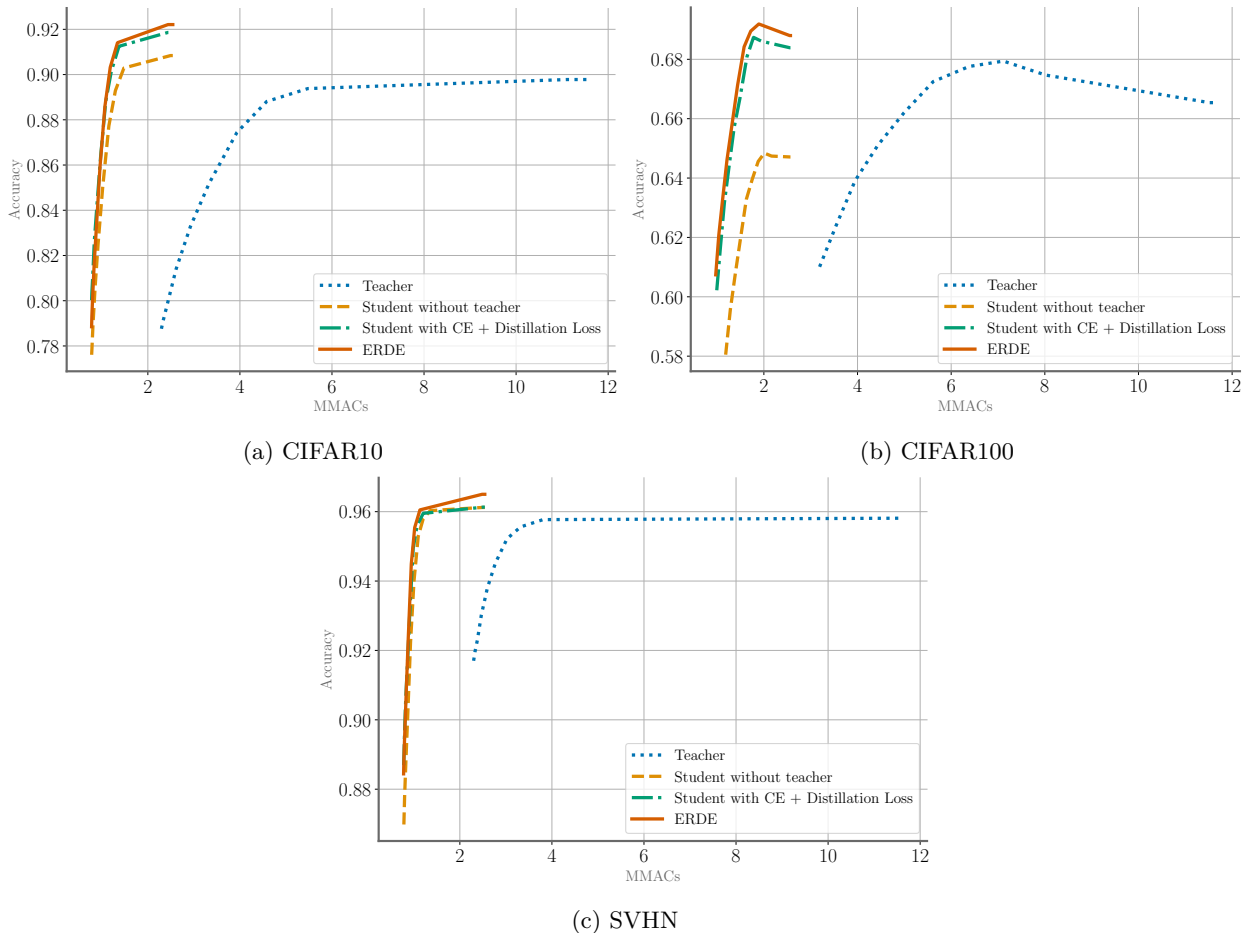 0.92
0.90
0.88
0.86
0.84
0.82
0.80
0.78
Accuracy
2
4
6
8
10
12
MMACs
Teacher
Student without teacher
Student with CE + Distillation Loss
ERDE
(a) CIFAR10
0.68
0.66
0.64
0.62
0.60
0.58
Accuracy
2
4
6
8
10
12
MMACs
Teacher
Student without teacher
Student with CE + Distillation Loss
ERDE
(b) CIFAR100
0.96
0.94
0.92
0.90
0.88
Accuracy
2
4
6
8
10
12
MMACs
Teacher
Student without teacher
Student with CE + Distillation Loss
ERDE
(c) SVHN